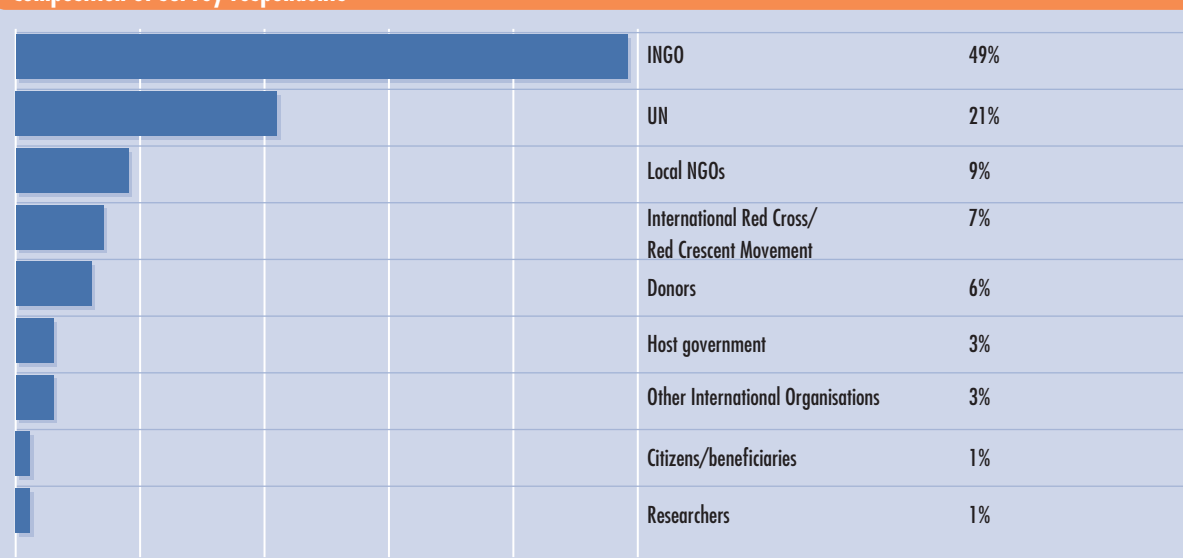 INGO 49%
UN 21%
Local NGOs 9%
International Red Cross/ 7%
Red Crescent Movement
Donors 6%
Host government 3%
Other International Organisations 3%
Citizens/beneficiaries 1%
Researchers 1%